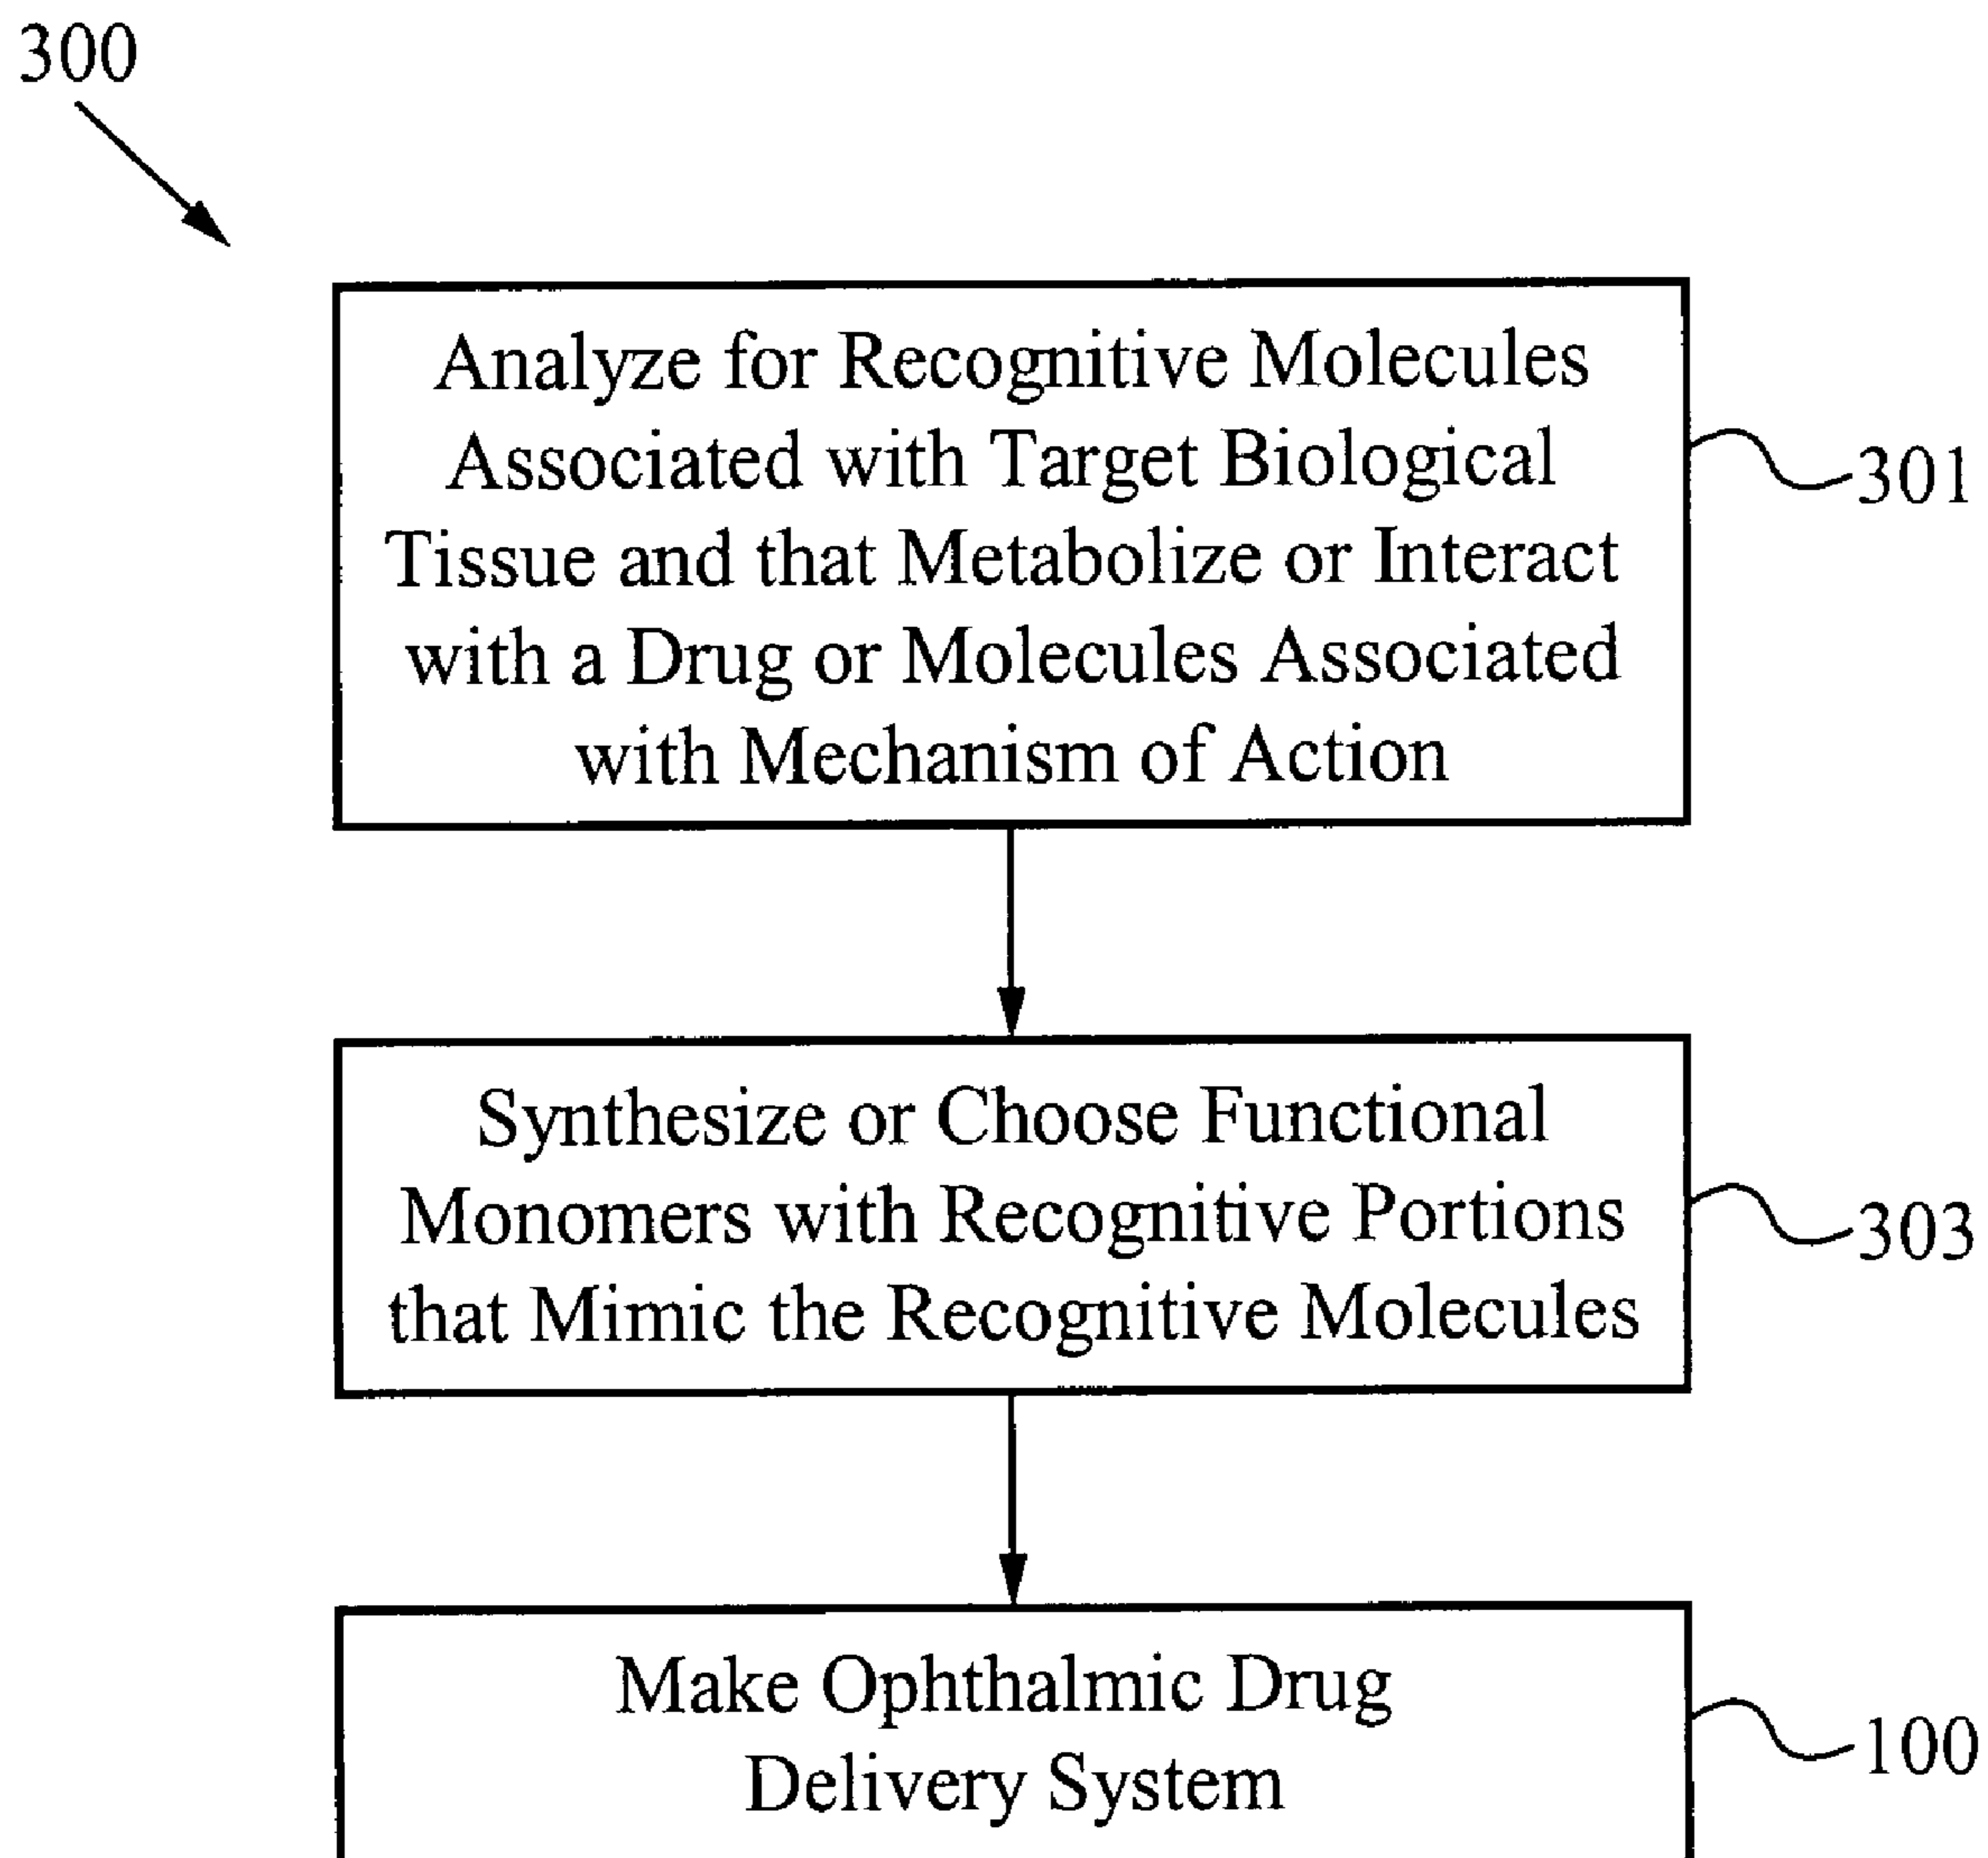 300
Analyze for Recognitive Molecules
Associated with Target Biological
Tissue and that Metabolize or Interact
with a Drug or Molecules Associated
with Mechanism of Action
301
Synthesize or Choose Functional
Monomers with Recognitive Portions
that Mimic the Recognitive Molecules
303
Make Ophthalmic Drug
Delivery System
100